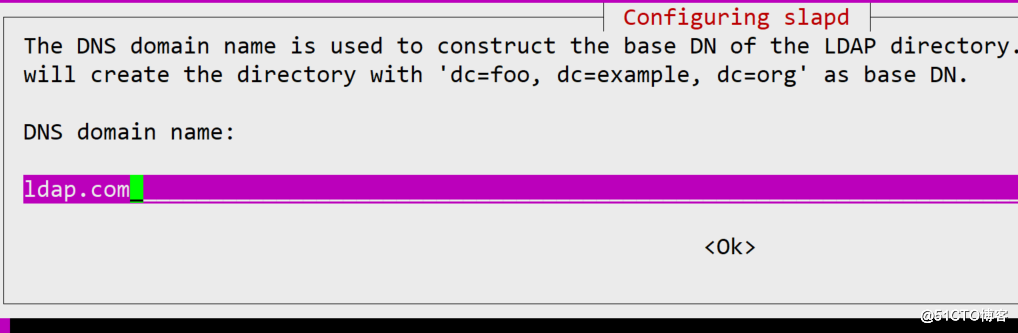 Configuring slapd
The DNS domain name is used to construct the base DN of the LDAP directory.
will create the directory with 'dc=foo, dc=example, dc=org' as base DN.
DNS domain name:
ldap.com
<Ok>
@51CTO博客